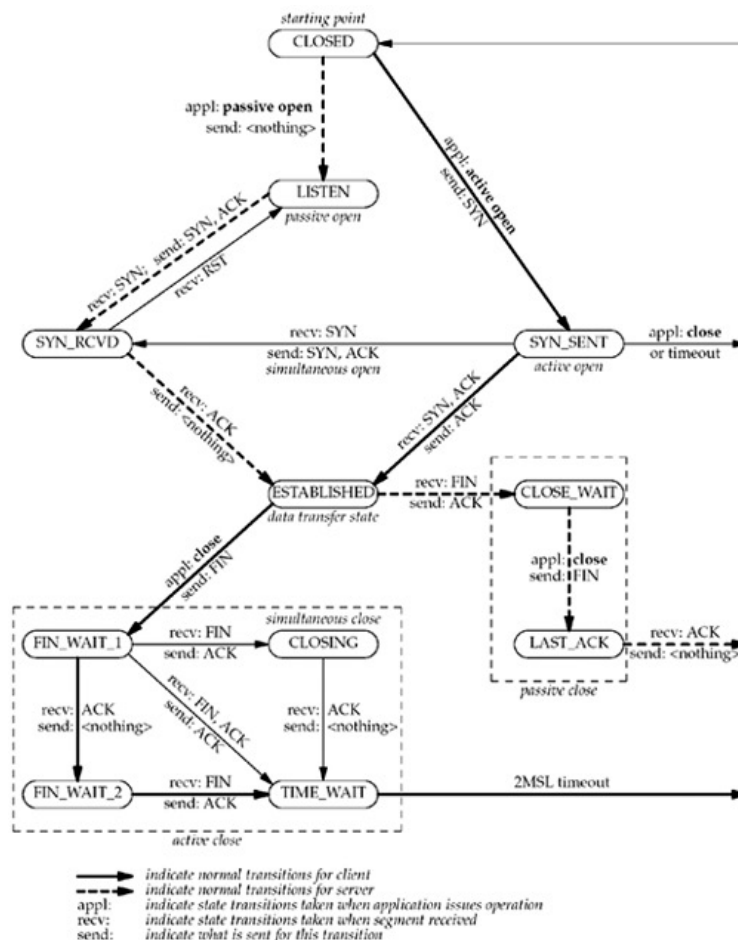 starting point
CLOSED
appl: passive open
send: <nothing>
appl: active open
send: SYN
LISTEN
passive open
recv: SYN; send: SYN, ACK
recv: RST
SYN_RCVD
recv: SYN
send: SYN, ACK
simultaneous open
SYN_SENT
active open
appl: close
or timeout
recv: ACK
send: <nothing>
recv: SYN, ACK
send: ACK
ESTABLISHED
data transfer state
recv: FIN
send: ACK
CLOSE_WAIT
appl: close
send: FIN
appl: close
send: FIN
LAST_ACK
passive close
recv: ACK
send: <nothing>
simultaneous close
FIN_WAIT_1
recv: FIN
send: ACK
CLOSING
recv: ACK
send: <nothing>
recv: FIN, ACK
send: ACK
recv: ACK
send: <nothing>
FIN_WAIT_2
recv: FIN
send: ACK
TIME_WAIT
2MSL timeout
active close
indicate normal transitions for client
indicate normal transitions for server
appl: indicate state transitions taken when application issues operation
recv: indicate state transitions taken when segment received
send: indicate what is sent for this transition